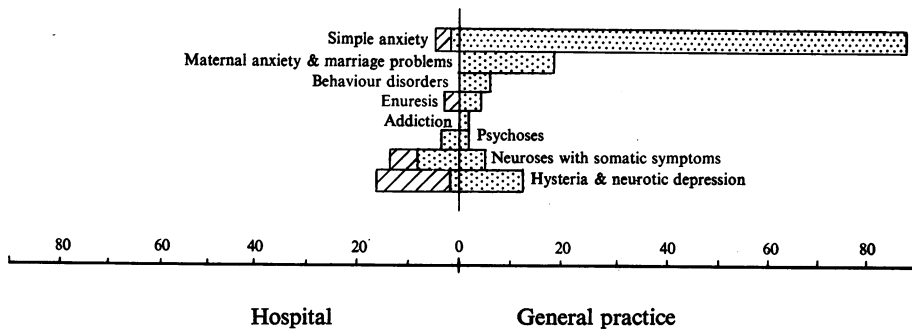 Simple anxiety
Maternal anxiety & marriage problems
Behaviour disorders
Enuresis
Addiction
Psychoses
Neuroses with somatic symptoms
Hysteria & neurotic depression
80 60 40 20 0 20 40 60 80
Hospital General practice